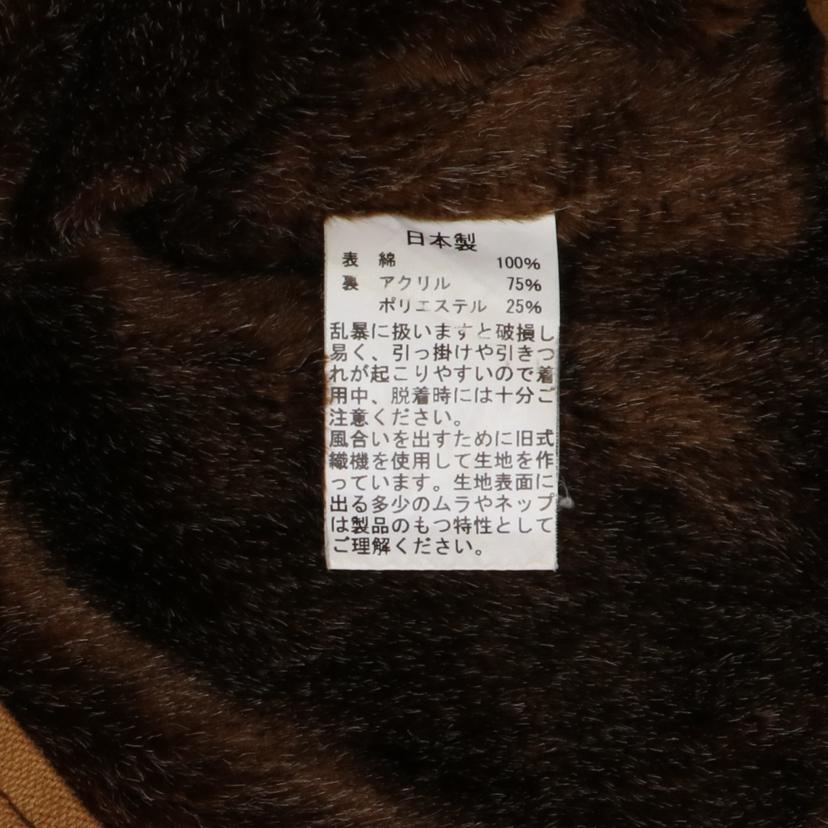 日本製
表 綿 100%
裏 アクリル 75%
ポリエステル 25%
乱暴に扱いますと破損し
易く、引っ掛けや引きつ
れが起こりやすいので着
用中、脱着時には十分ご
注意ください。
風合いを出すために旧式
織機を使用して生地を作
っています。生地表面に
出る多少のムラやネップ
は製品のもつ特性として
ご理解ください。